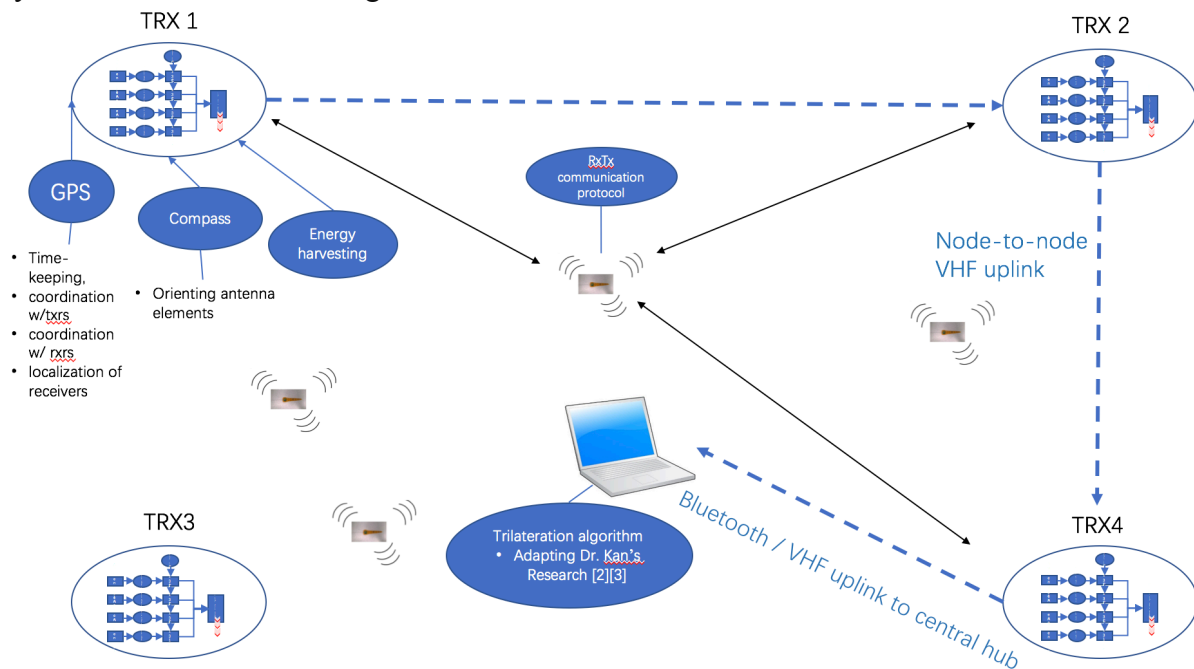 TRX 1
TRX 2
RxTx
communication
protocol
GPS
Compass
Energy
harvesting
Node-to-node
VHF uplink
• Time-
keeping,
• coordination
w/txrs
• coordination
w/ rxrs
• localization of
receivers
• Orienting antenna
elements
TRX3
Trilateration algorithm
• Adapting Dr. Kan's
Research [2][3]
Bluetooth / VHF uplink to central hub
TRX4